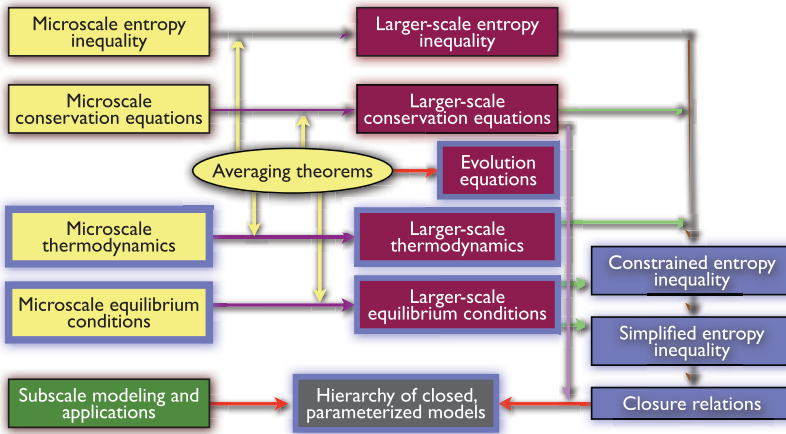 Microscale entropy
inequality
Larger-scale entropy
inequality
Microscale
conservation equations
Larger-scale
conservation equations
Averaging theorems
Evolution
equations
Microscale
thermodynamics
Larger-scale
thermodynamics
Constrained entropy
inequality
Microscale equilibrium
conditions
Larger-scale
equilibrium conditions
Simplified entropy
inequality
Subscale modeling and
applications
Hierarchy of closed,
parameterized models
Closure relations